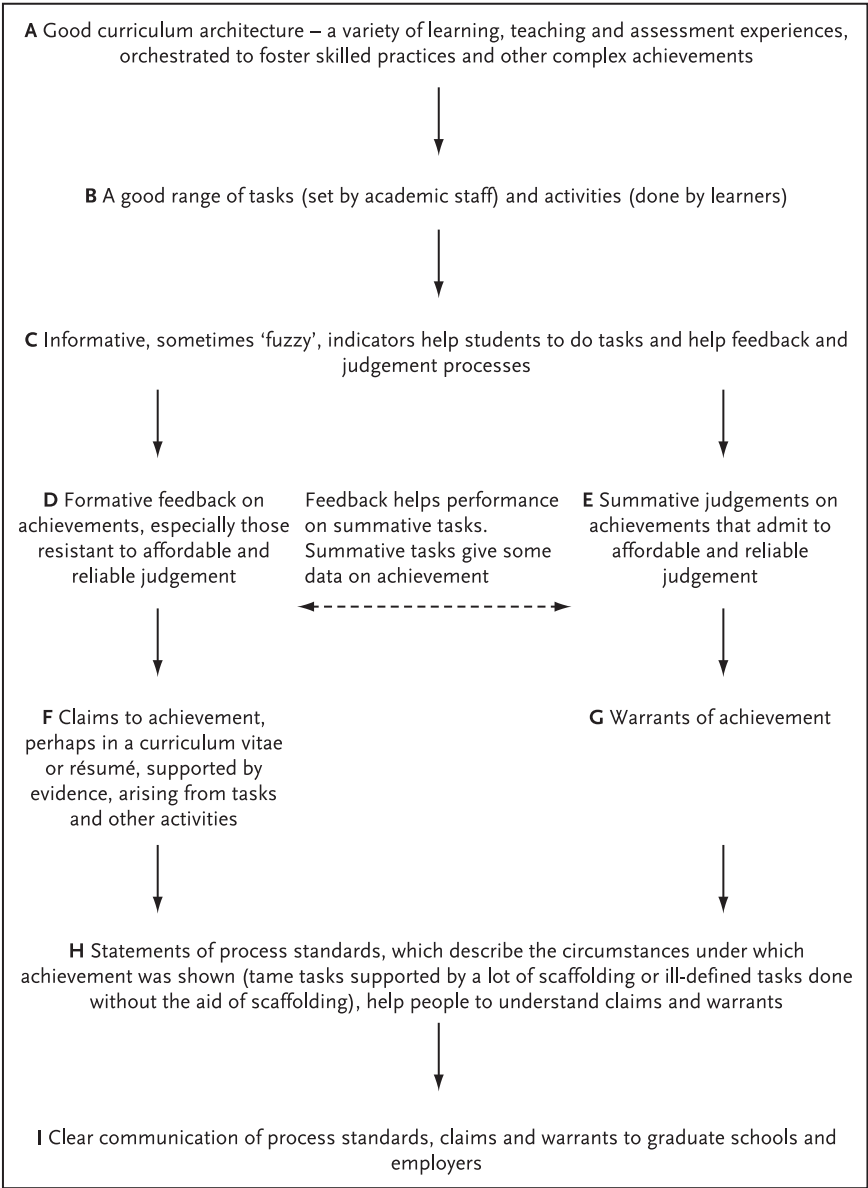 A Good curriculum architecture – a variety of learning, teaching and assessment experiences,
orchestrated to foster skilled practices and other complex achievements
B A good range of tasks (set by academic staff) and activities (done by learners)
C Informative, sometimes ‘fuzzy’, indicators help students to do tasks and help feedback and
judgement processes
D Formative feedback on
achievements, especially those
resistant to affordable and
reliable judgement
Feedback helps performance
on summative tasks.
Summative tasks give some
data on achievement
E Summative judgements on
achievements that admit to
affordable and reliable
judgement
F Claims to achievement,
perhaps in a curriculum vitae
or résumé, supported by
evidence, arising from tasks
and other activities
G Warrants of achievement
H Statements of process standards, which describe the circumstances under which
achievement was shown (tame tasks supported by a lot of scaffolding or ill-defined tasks done
without the aid of scaffolding), help people to understand claims and warrants
I Clear communication of process standards, claims and warrants to graduate schools and
employers